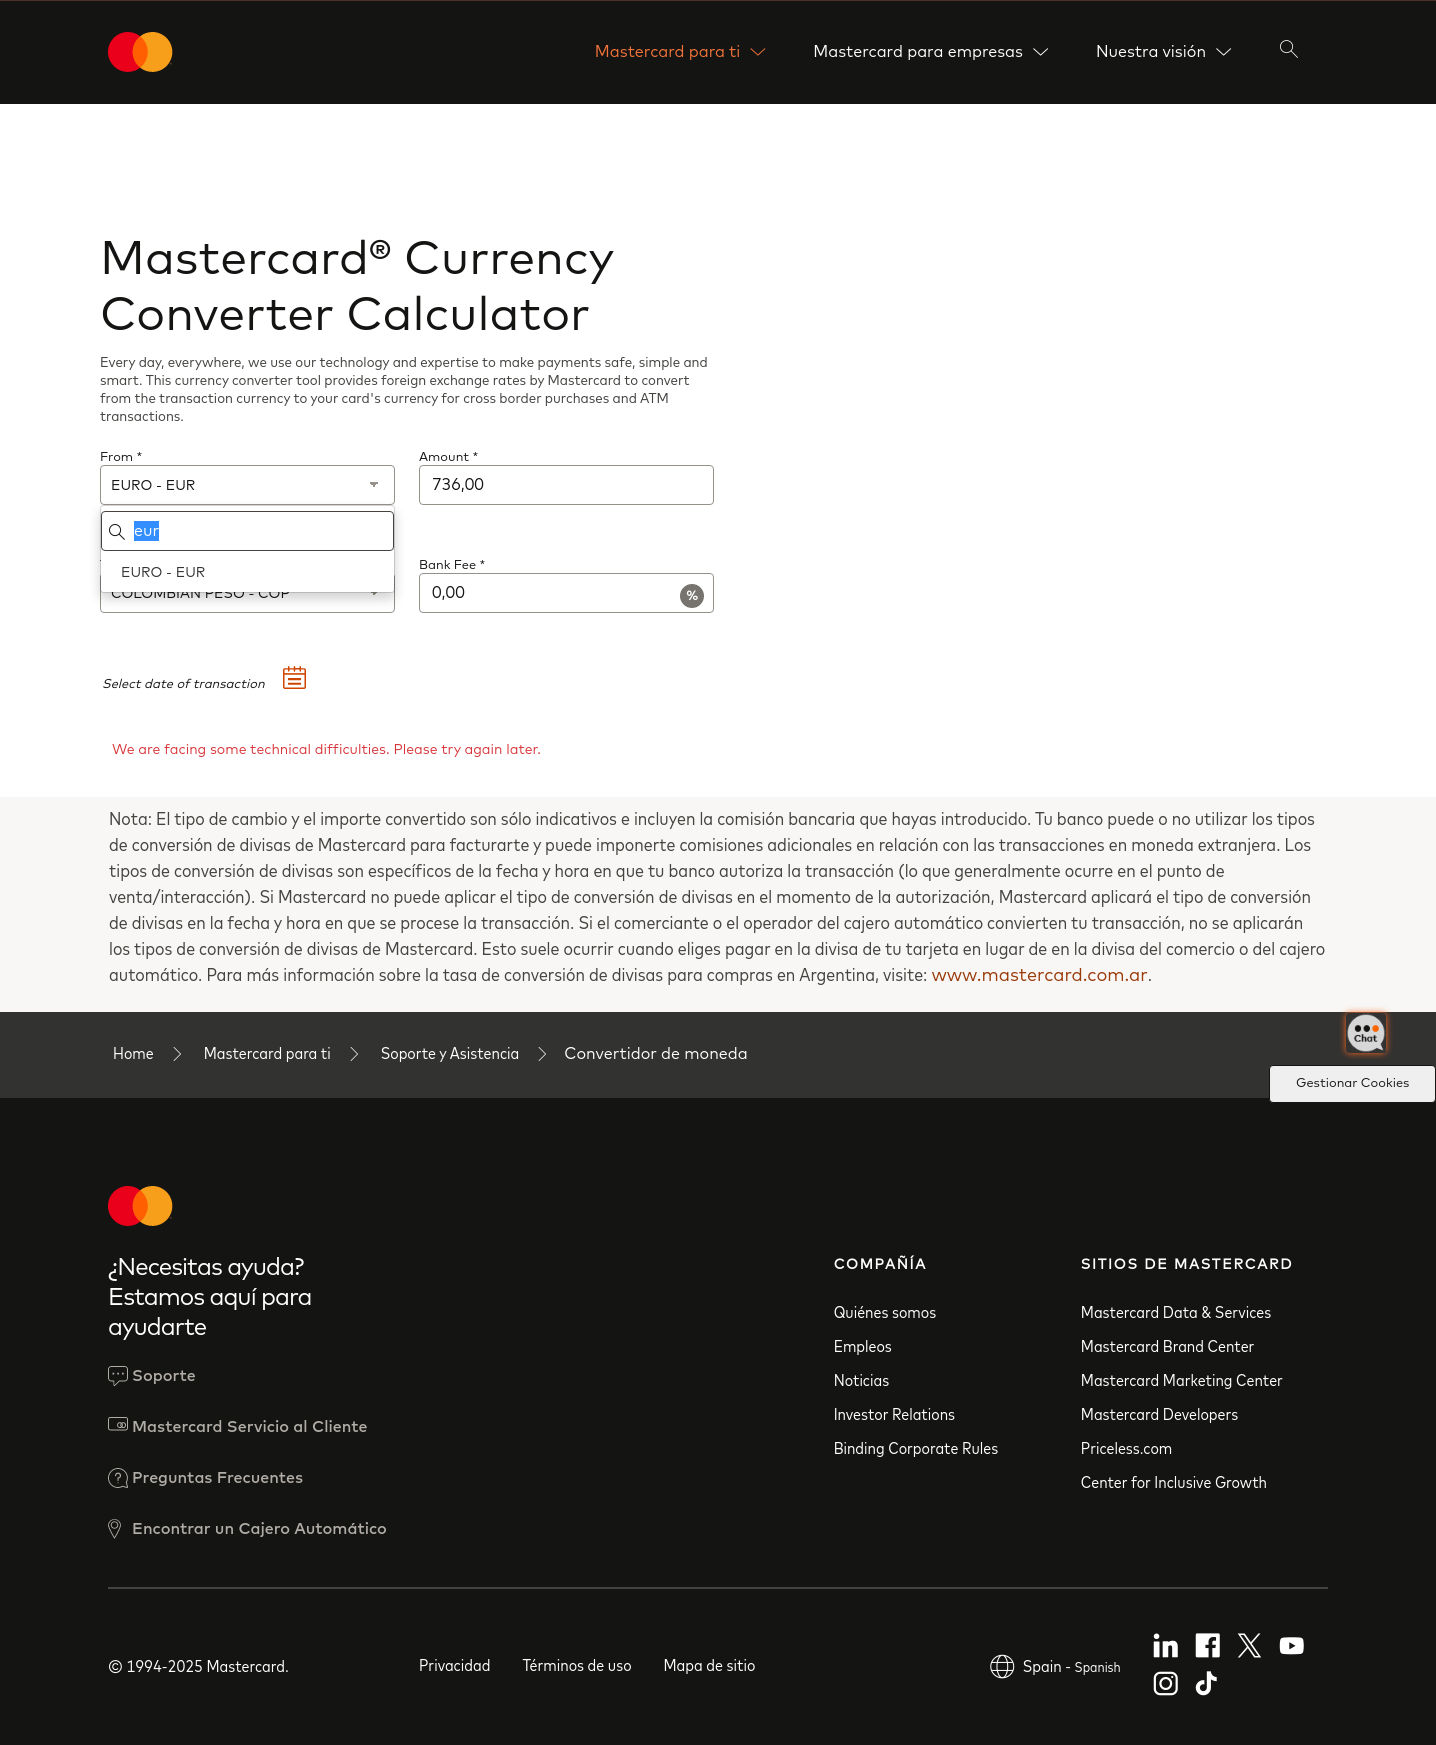 Mastercard para ti
Mastercard para empresas
Nuestra visión
Mastercard® Currency
Converter Calculator
Every day, everywhere, we use our technology and expertise to make payments safe, simple and
smart. This currency converter tool provides foreign exchange rates by Mastercard to convert
from the transaction currency to your card's currency for cross border purchases and ATM
transactions.
From *
EURO - EUR
eur
EURO - EUR
COLOMBIAN PESO - COP
Amount *
736,00
Bank Fee *
0,00
%
Select date of transaction
We are facing some technical difficulties. Please try again later.
Nota: El tipo de cambio y el importe convertido son sólo indicativos e incluyen la comisión bancaria que hayas introducido. Tu banco puede o no utilizar los tipos
de conversión de divisas de Mastercard para facturarte y puede imponerte comisiones adicionales en relación con las transacciones en moneda extranjera. Los
tipos de conversión de divisas son específicos de la fecha y hora en que tu banco autoriza la transacción (lo que generalmente ocurre en el punto de
venta/interacción). Si Mastercard no puede aplicar el tipo de conversión de divisas en el momento de la autorización, Mastercard aplicará el tipo de conversión
de divisas en la fecha y hora en que se procese la transacción. Si el comerciante o el operador del cajero automático convierten tu transacción, no se aplicarán
los tipos de conversión de divisas de Mastercard. Esto suele ocurrir cuando eliges pagar en la divisa de tu tarjeta en lugar de en la divisa del comercio o del cajero
automático. Para más información sobre la tasa de conversión de divisas para compras en Argentina, visite: www.mastercard.com.ar.
Chat
Home
Mastercard para ti
Soporte y Asistencia
Convertidor de moneda
Gestionar Cookies
¿Necesitas ayuda?
Estamos aquí para
ayudarte
Soporte
Mastercard Servicio al Cliente
Preguntas Frecuentes
Encontrar un Cajero Automático
COMPAÑÍA
Quiénes somos
Empleos
Noticias
Investor Relations
Binding Corporate Rules
SITIOS DE MASTERCARD
Mastercard Data & Services
Mastercard Brand Center
Mastercard Marketing Center
Mastercard Developers
Priceless.com
Center for Inclusive Growth
© 1994-2025 Mastercard.
Privacidad
Términos de uso
Mapa de sitio
Spain - Spanish